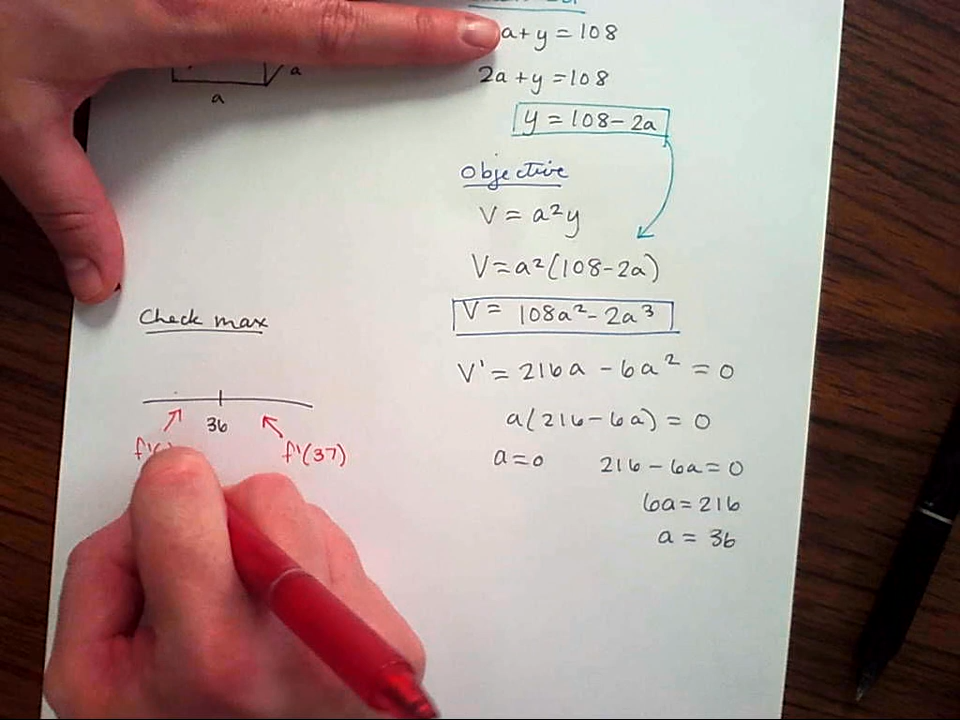 a + y = 108
a
2a + y = 108
a
y = 108 - 2a
Objective
V = a²y
V = a²(108 - 2a)
V = 108a² - 2a³
Check max
V' = 216a - 6a² = 0
36
a(216 - 6a) = 0
f'(
f'(37)
a = 0 216 - 6a = 0
6a = 216
a = 36